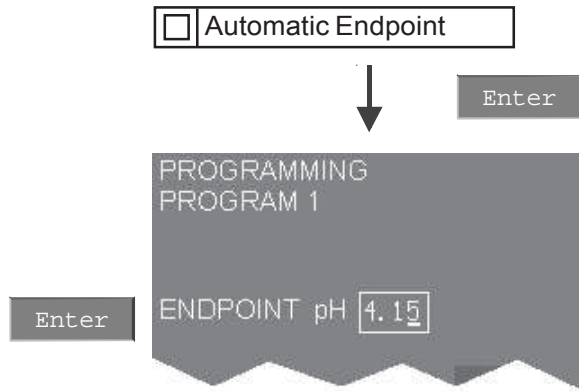 Automatic Endpoint
Enter
PROGRAMMING
PROGRAM 1
Enter
ENDPOINT pH 4.15